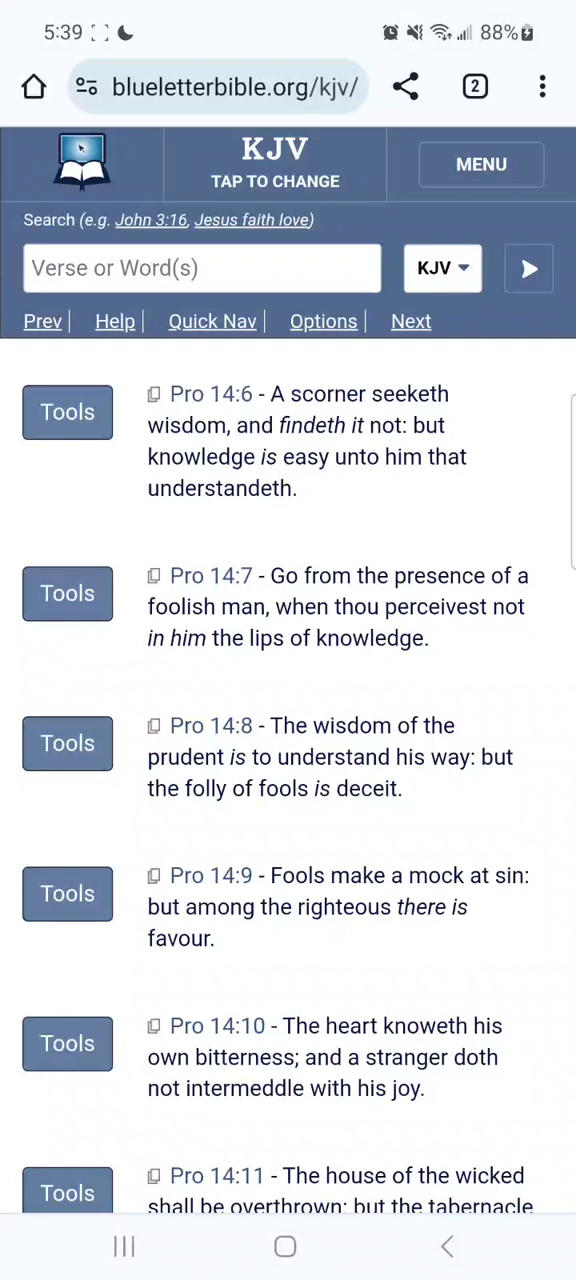 5:39
88%
blueletterbible.org/kjv/
2
KJV
TAP TO CHANGE
MENU
Search (e.g. John 3:16, Jesus faith love)
Verse or Word(s)
KJV
Prev
Help
Quick Nav
Options
Next
Tools
Pro 14:6 - A scorner seeketh
wisdom, and findeth it not: but
knowledge is easy unto him that
understandeth.
Tools
Pro 14:7 - Go from the presence of a
foolish man, when thou perceivest not
in him the lips of knowledge.
Tools
Pro 14:8 - The wisdom of the
prudent is to understand his way: but
the folly of fools is deceit.
Tools
Pro 14:9 - Fools make a mock at sin:
but among the righteous there is
favour.
Tools
Pro 14:10 - The heart knoweth his
own bitterness; and a stranger doth
not intermeddle with his joy.
Tools
Pro 14:11 - The house of the wicked
shall be overthrown: but the tabernacle